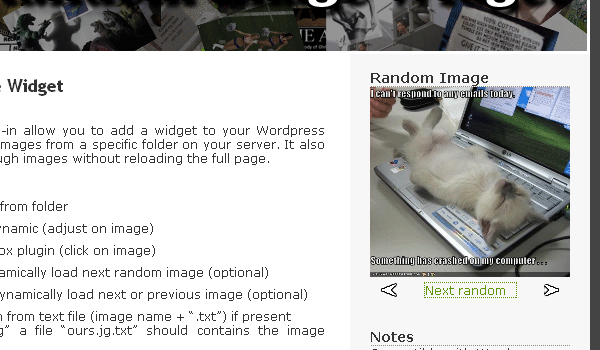 100% COTTON
Widget
-in allow you to add a widget to your Wordpress
mages from a specific folder on your server. It also
ugh images without reloading the full page.
from folder
ynamic (adjust on image)
ox plugin (click on image)
amically load next random image (optional)
ynamically load next or previous image (optional)
n from text file (image name + “.txt”) if present
g” a file “ours.jg.txt” should contains the image
Random Image
I can't respond to any emails today.
Something has crashed on my computer...
Next random
Notes